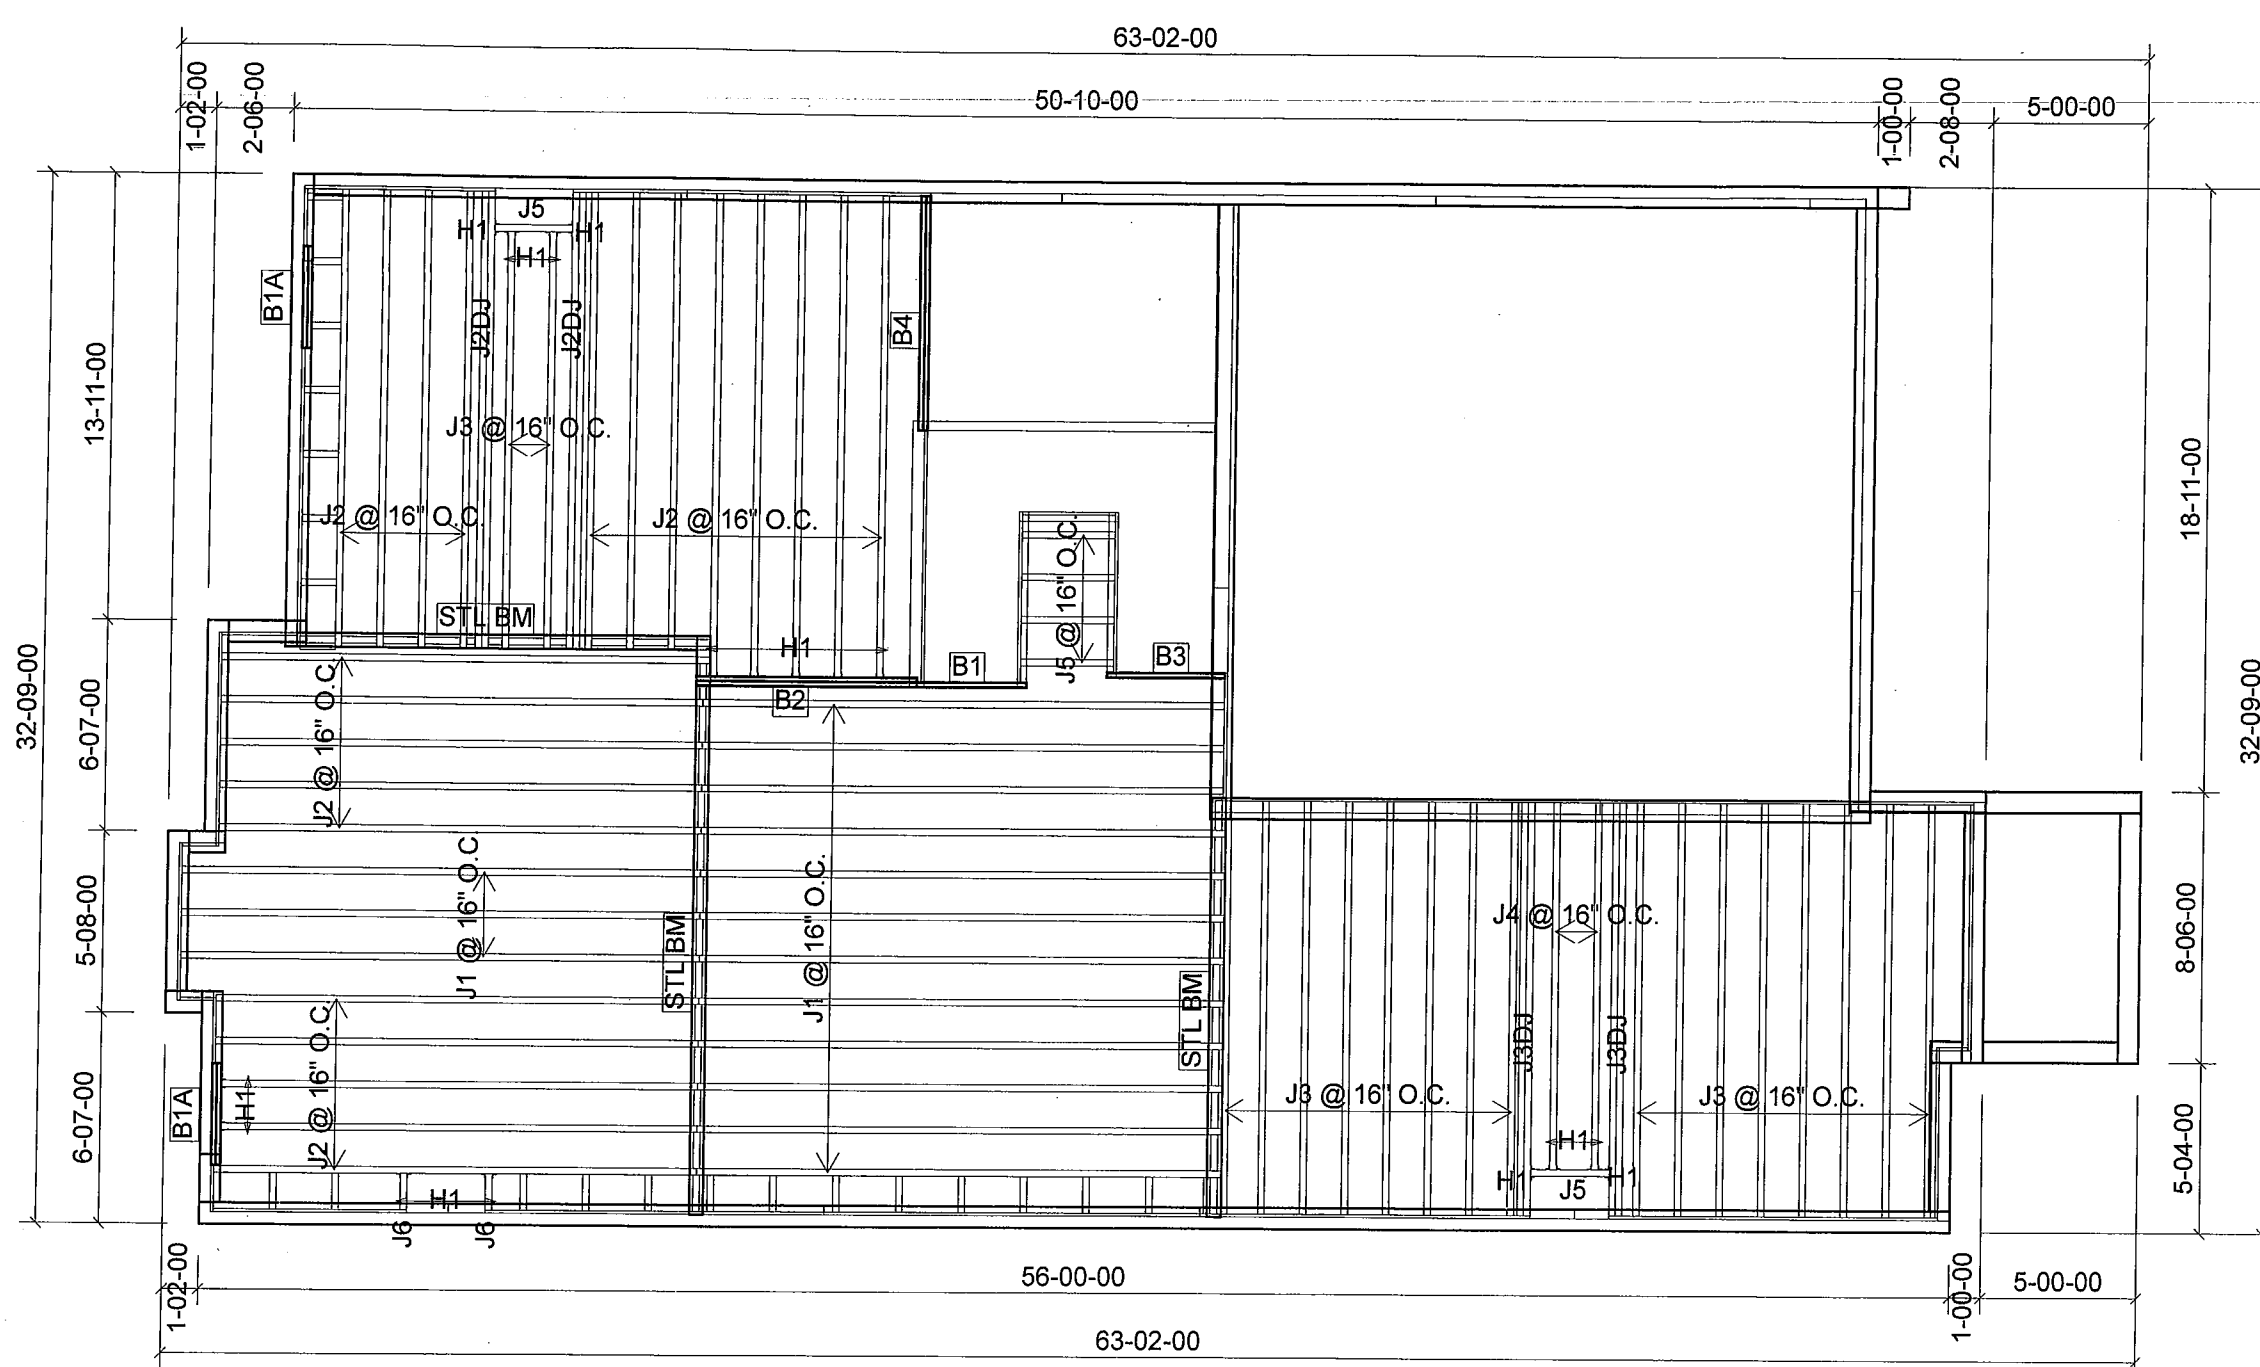 63-02-00
1-02-00
2-06-00
50-10-00
1-00-00
2-08-00
5-00-00
J5
H1
H1
H1
B1A
J2DJ
J2DJ
B4
13-11-00
J3 @ 16" O.C.
J2 @ 16" O.C.
J2 @ 16" O.C.
J5 @ 16" O.C.
18-11-00
STL BM
H1
B1
B3
B2
32-09-00
6-07-00
J2 @ 16" O.C.
32-09-00
5-08-00
J1 @ 16" O.C.
STL BM
J1 @ 16" O.C.
STL BM
J4 @ 16" O.C.
8-06-00
J3DJ
J3DJ
6-07-00
B1A
H1
J2 @ 16" O.C.
J3 @ 16" O.C.
J3 @ 16" O.C.
H1
H1
H1
J5
5-04-00
H1
J6
J6
1-02-00
56-00-00
1-00-00
5-00-00
63-02-00